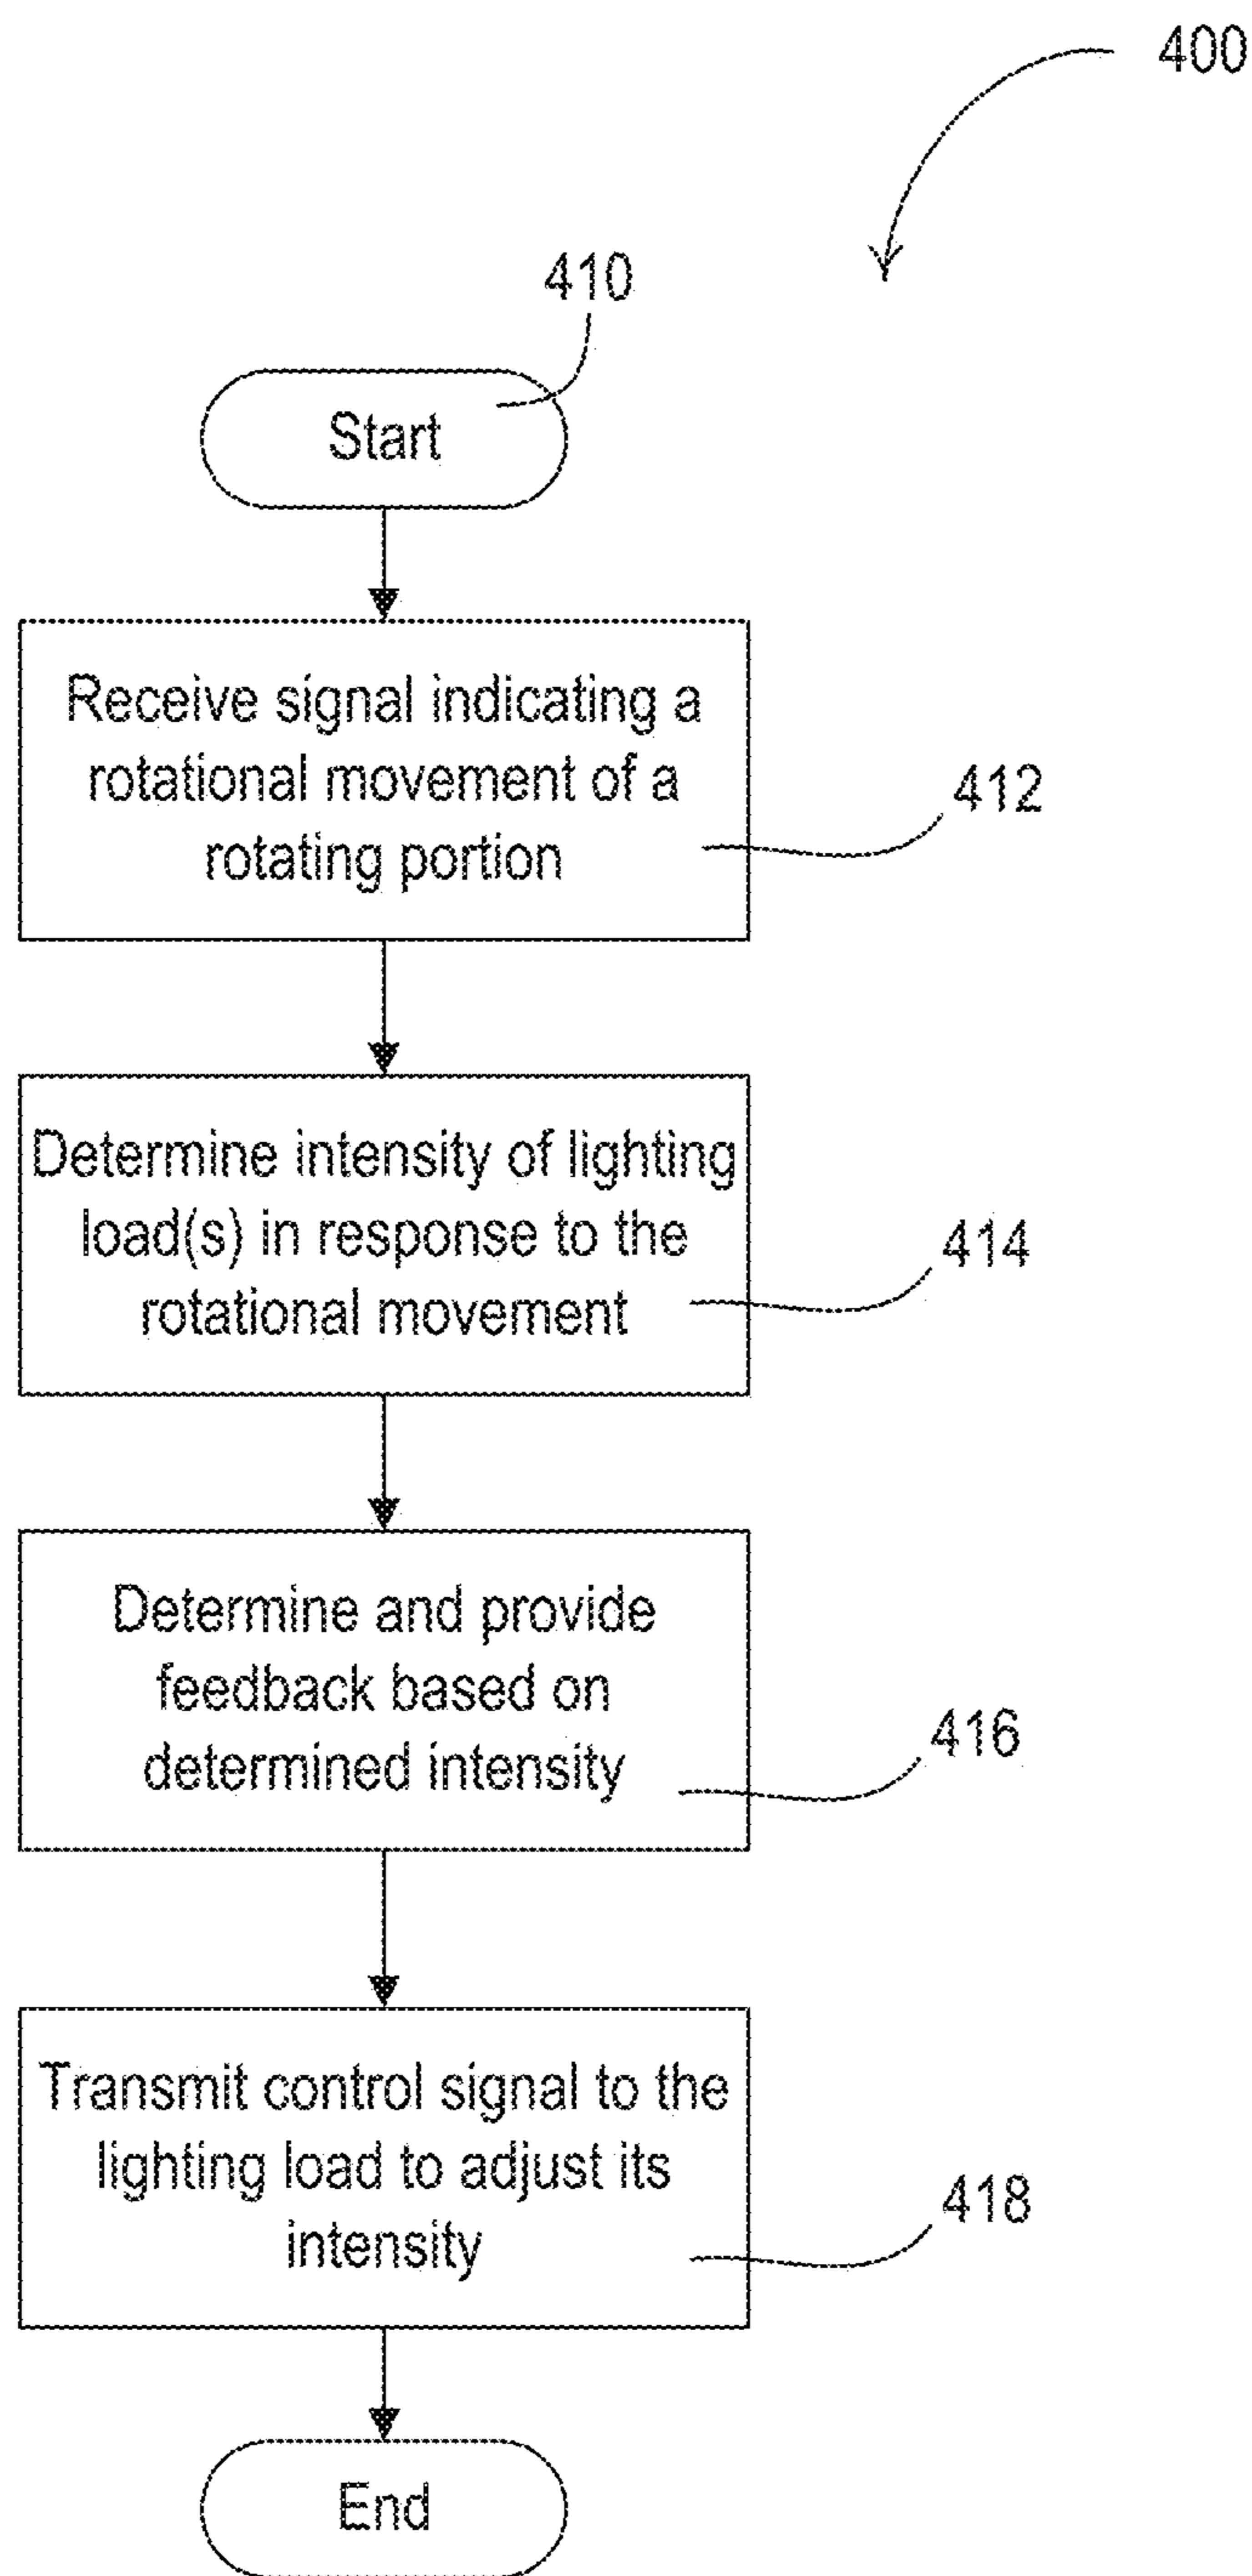 400
410
Start
Receive signal indicating a
rotational movement of a
rotating portion
412
Determine intensity of lighting
load(s) in response to the
rotational movement
414
Determine and provide
feedback based on
determined intensity
416
Transmit control signal to the
lighting load to adjust its
intensity
418
End